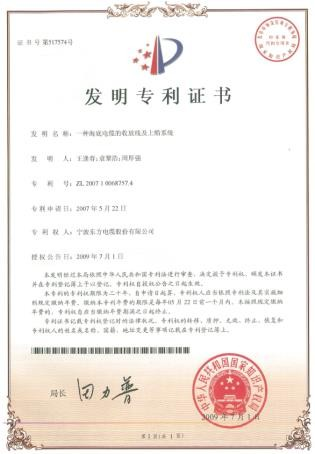 证书号第517574号
发明专利证书
发明名称：一种海底电缆的收放线及上船系统
发明人：王逢春;袁黎浩;周厚强
专利号：ZL 2007 1 0068757.4
专利申请日：2007年5月22日
专利权人：宁波东方电缆股份有限公司
授权公告日：2009年7月1日
本发明经过本局依照中华人民共和国专利法进行审查，决定授予专利权，颁发本证书
并在专利登记簿上予以登记。专利权自授权公告之日起生效。
本专利的专利权期限为二十年，自申请日起算。专利权人应当依照专利法及其实施细
则规定缴纳年费。缴纳本专利年费的期限是每年05月22日前一个月内。未按照规定缴纳年
费的，专利权自应当缴纳年费期满之日起终止。
专利证书记载专利权登记时的法律状况。专利权的转移、质押、无效、终止、恢复和
专利权人的姓名或名称、国籍、地址变更等事项记载在专利登记簿上。
局长 田力普
中华人民共和国国家知识产权局
2009年7月1日
第1页(共1页)